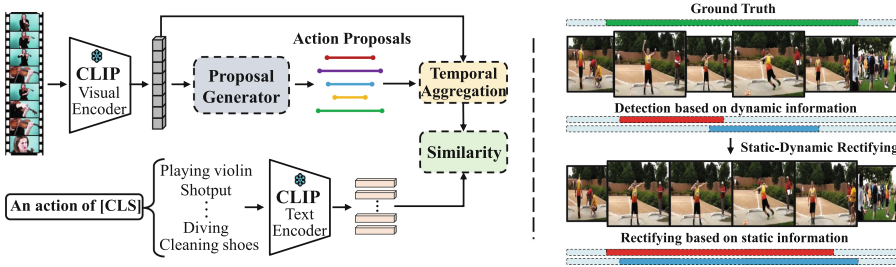 CLIP
Visual
Encoder
Proposal
Generator
Action Proposals
Temporal
Aggregation
Similarity
An action of [CLS]
Playing violin
Shotput
Diving
Cleaning shoes
CLIP
Text
Encoder
Ground Truth
Detection based on dynamic information
Static-Dynamic Rectifying
Rectifying based on static information